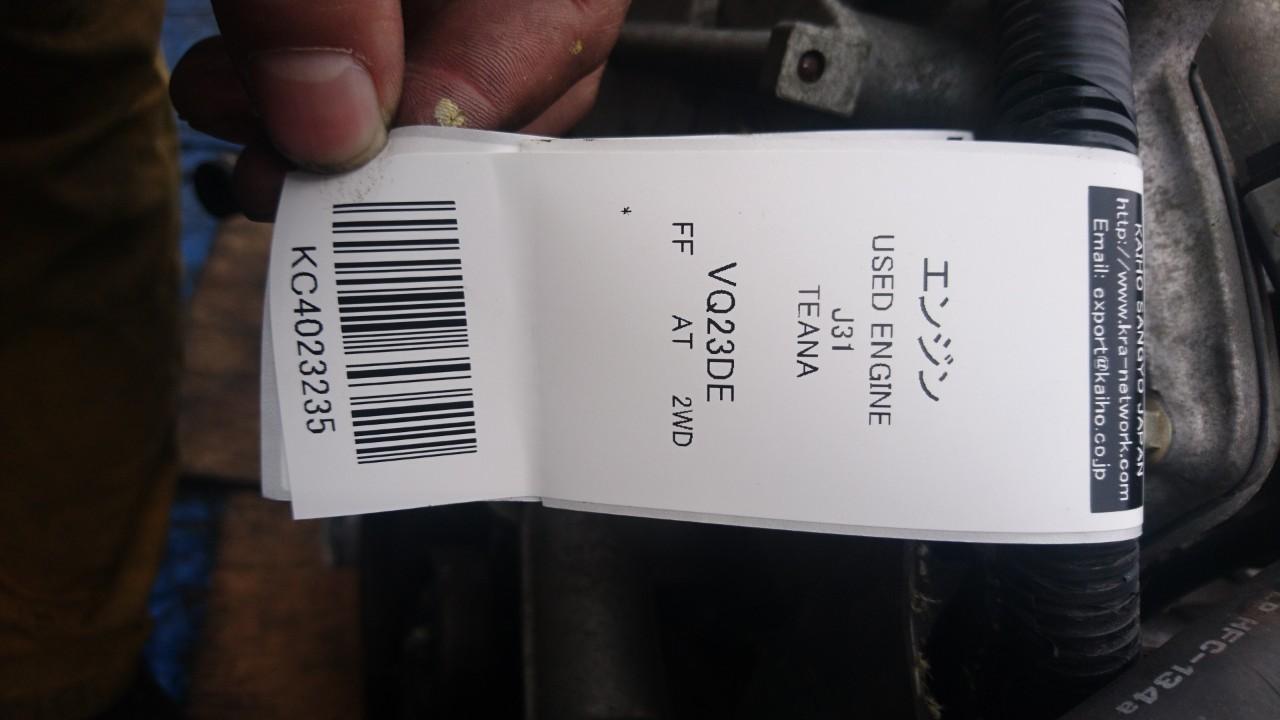 KAIHO SANGYO JAPAN
http://www.kra-network.com
Email: export@kaiho.co.jp
エンジン
USED ENGINE
J31
TEANA
VQ23DE
FF AT 2WD
*
KC4023235
HFC-134a